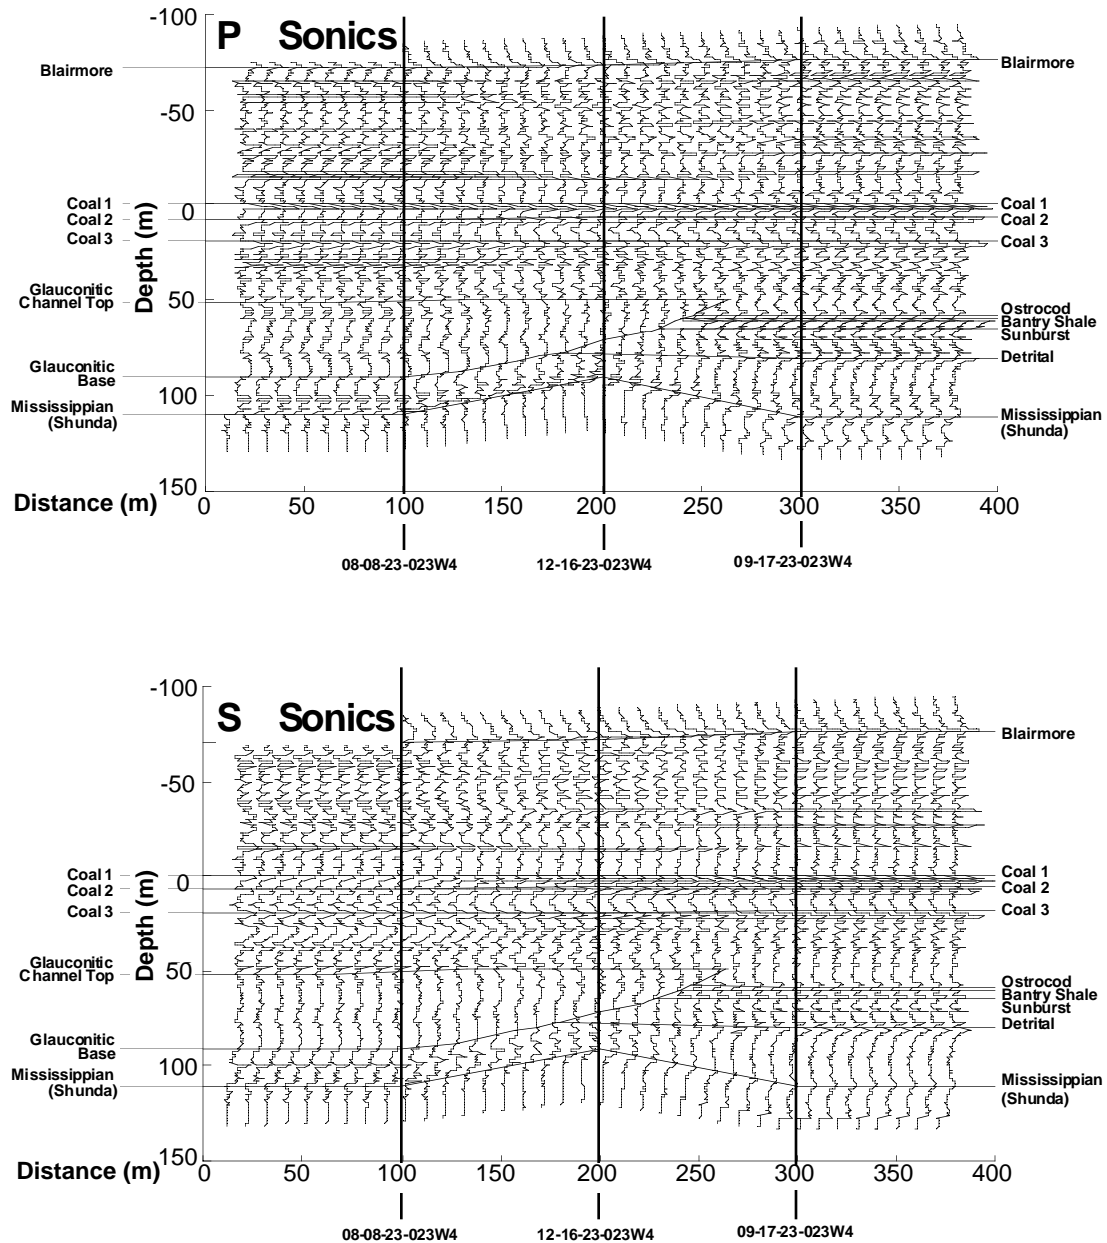 P Sonics
-100
-50
0
50
100
150
Depth (m)
Blairmore
Coal 1
Coal 2
Coal 3
Glauconitic
Channel Top
Glauconitic
Base
Mississippian
(Shunda)
Blairmore
Coal 1
Coal 2
Coal 3
Ostrocod
Bantry Shale
Sunburst
Detrital
Mississippian
(Shunda)
Distance (m)
0 50 100 150 200 250 300 350 400
08-08-23-023W4 12-16-23-023W4 09-17-23-023W4
S Sonics
-100
-50
0
50
100
150
Depth (m)
Coal 1
Coal 2
Coal 3
Glauconitic
Channel Top
Glauconitic
Base
Mississippian
(Shunda)
Blairmore
Coal 1
Coal 2
Coal 3
Ostrocod
Bantry Shale
Sunburst
Detrital
Mississippian
(Shunda)
Distance (m)
0 50 100 150 200 250 300 350 400
08-08-23-023W4 12-16-23-023W4 09-17-23-023W4